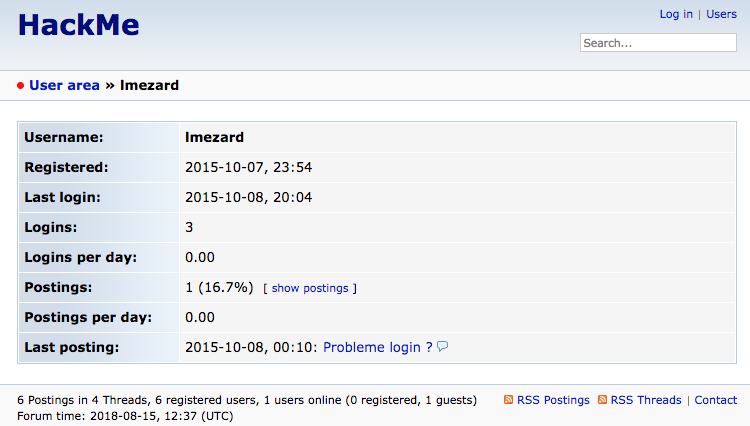 HackMe
Log in | Users
Search...
User area » lmezard
Username: lmezard
Registered: 2015-10-07, 23:54
Last login: 2015-10-08, 20:04
Logins: 3
Logins per day: 0.00
Postings: 1 (16.7%) [ show postings ]
Postings per day: 0.00
Last posting: 2015-10-08, 00:10: Probleme login ?
6 Postings in 4 Threads, 6 registered users, 1 users online (0 registered, 1 guests)
Forum time: 2018-08-15, 12:37 (UTC)
RSS Postings RSS Threads | Contact